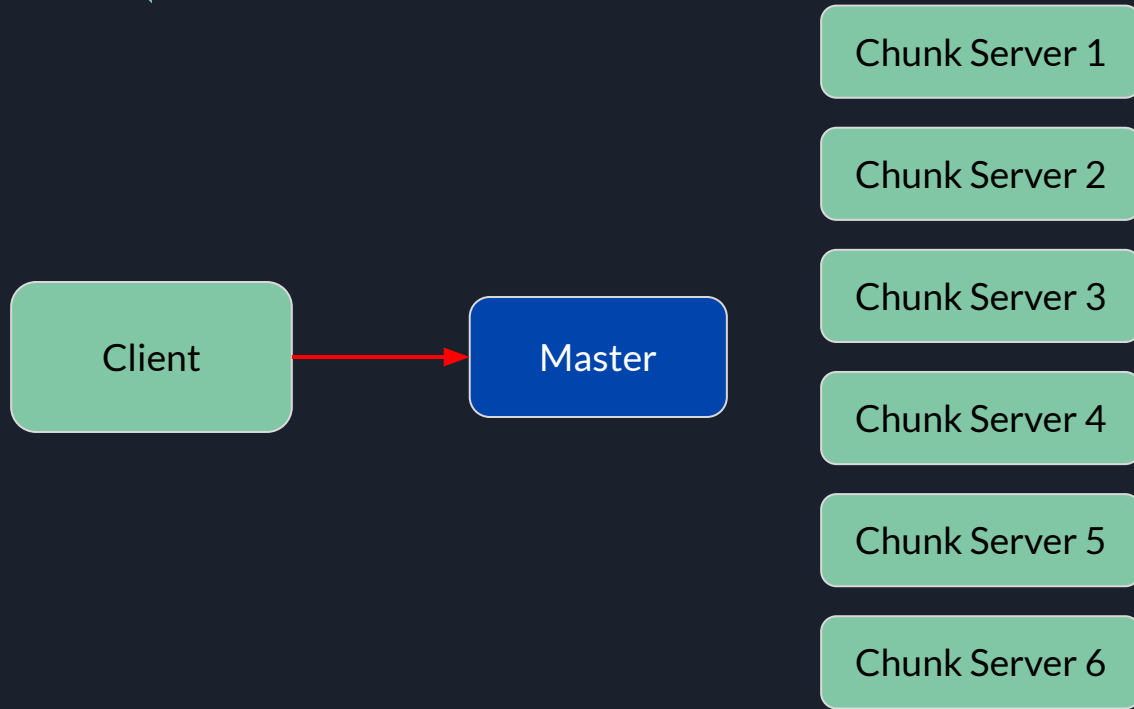 Chunk Server 1
Chunk Server 2
Chunk Server 3
Client
Master
Chunk Server 4
Chunk Server 5
Chunk Server 6